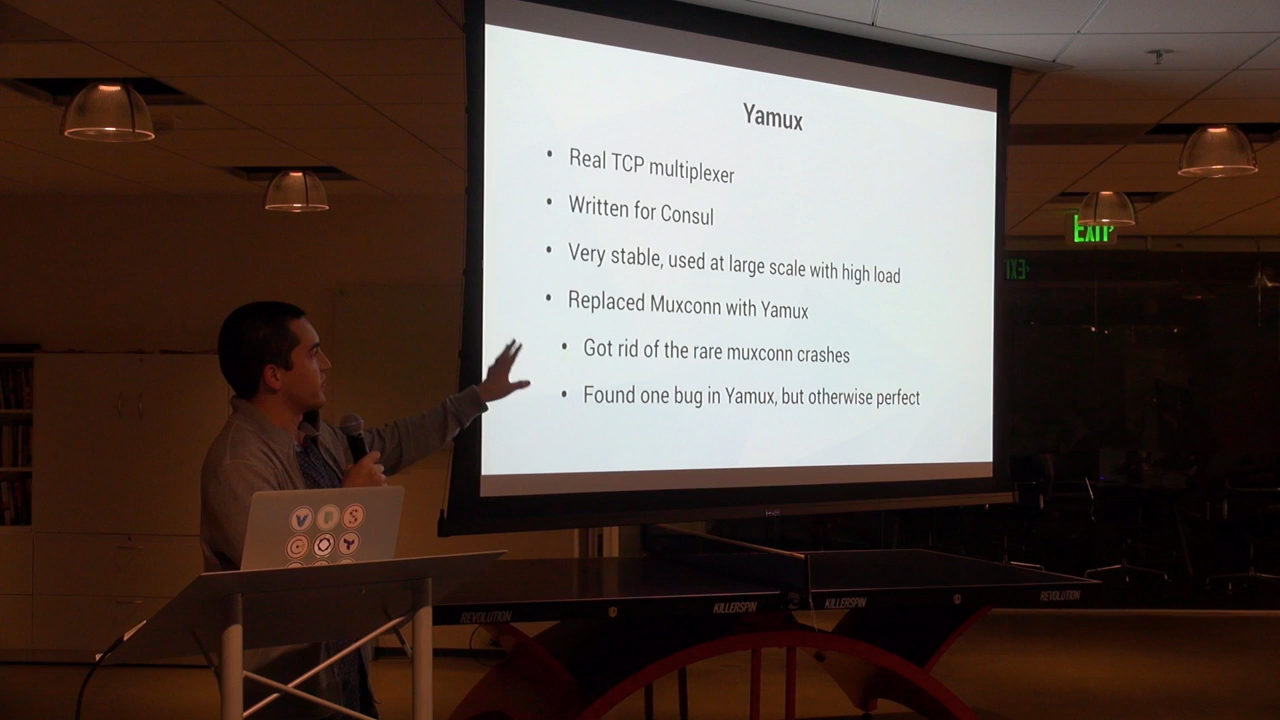 Yamux
• Real TCP multiplexer
• Written for Consul
• Very stable, used at large scale with high load
• Replaced Muxconn with Yamux
• Got rid of the rare muxconn crashes
• Found one bug in Yamux, but otherwise perfect
EXIT
EXI
REVOLUTION
KILLERSPIN
KILLERSPIN
REVOLUTION